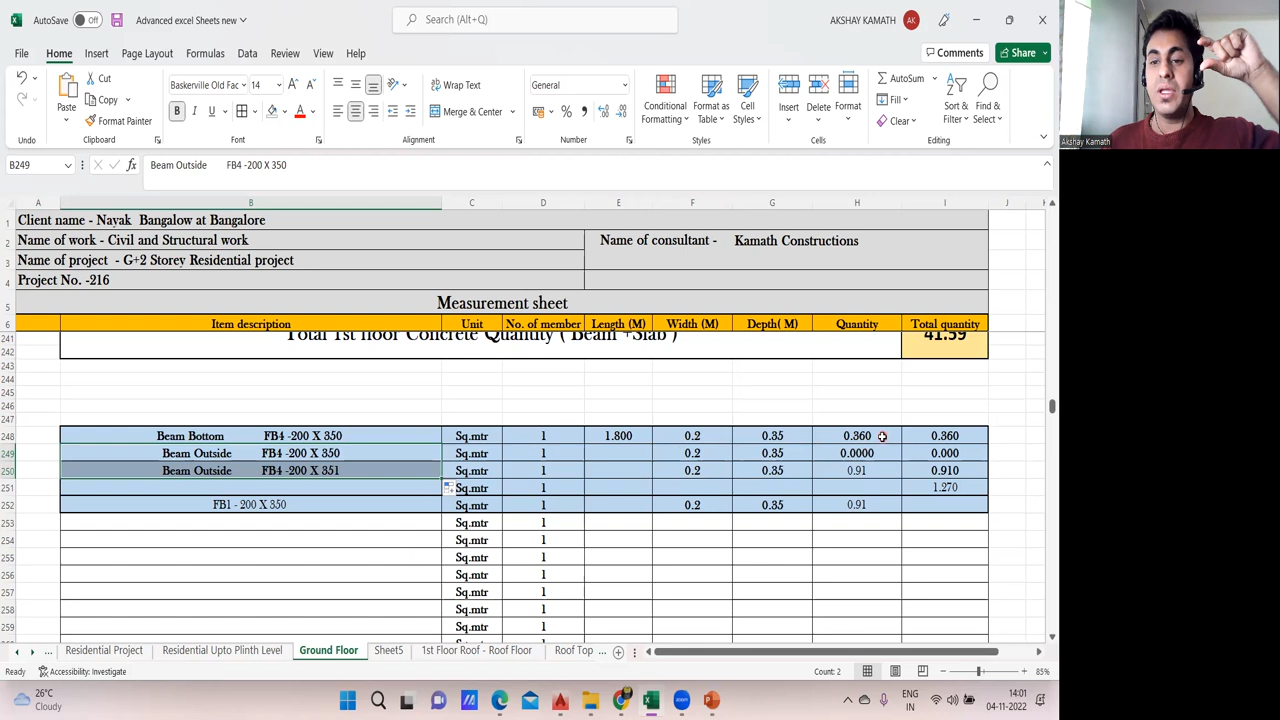 AutoSave Off Advanced excel Sheets new Search (Alt+Q) AKSHAY KAMATH AK
File Home Insert Page Layout Formulas Data Review View Help Comments Share
Paste Cut Copy Format Painter
Baskerville Old Fac 14 Wrap Text Merge & Center General
Conditional Formatting Format as Table Cell Styles Insert Delete Format
AutoSum Fill Clear Sort & Filter Find & Select
Undo Clipboard Font Alignment Number Styles Cells Editing
Akshay Kamath
B249 fx Beam Outside FB4 -200 X 350
A B C D E F G H I J
1 Client name - Nayak Bangalow at Bangalore
2 Name of work - Civil and Structural work Name of consultant - Kamath Constructions
3 Name of project - G+2 Storey Residential project
4 Project No. -216
5 Measurement sheet
6 Item description Unit No. of member Length (M) Width (M) Depth( M) Quantity Total quantity
241 Total 1st floor Concrete Quantity ( Beam +Slab ) 41.59
242
243
244
245
246
247
248 Beam Bottom FB4 -200 X 350 Sq.mtr 1 1.800 0.2 0.35 0.360 0.360
249 Beam Outside FB4 -200 X 350 Sq.mtr 1 0.2 0.35 0.0000 0.000
250 Beam Outside FB4 -200 X 351 Sq.mtr 1 0.2 0.35 0.91 0.910
251 Sq.mtr 1 1.270
252 FB1 - 200 X 350 Sq.mtr 1 0.2 0.35 0.91
253 Sq.mtr 1
254 Sq.mtr 1
255 Sq.mtr 1
256 Sq.mtr 1
257 Sq.mtr 1
258 Sq.mtr 1
259 Sq.mtr 1
... Residential Project Residential Upto Plinth Level Ground Floor Sheet5 1st Floor Roof - Roof Floor Roof Top ...
Ready Accessibility: Investigate Count: 2 85%
26°C
Cloudy
ENG
IN
14:01
04-11-2022